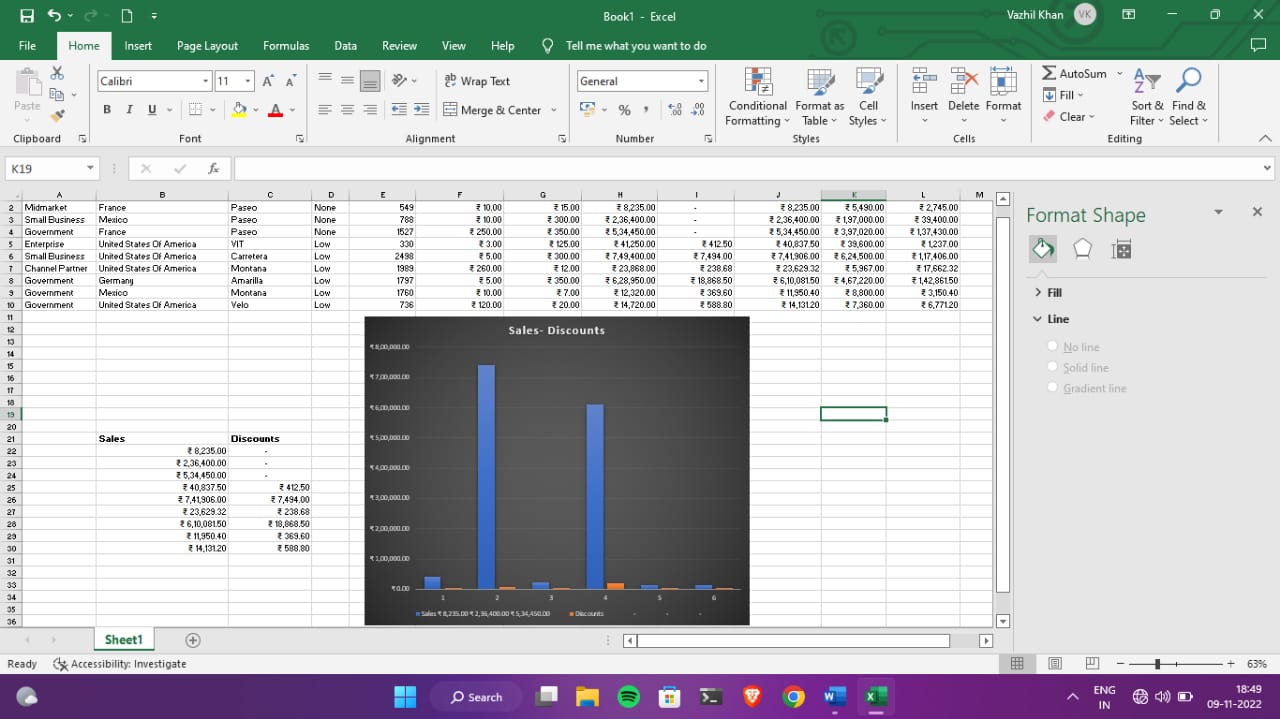 Book1 - Excel
Vazhil Khan VK
File Home Insert Page Layout Formulas Data Review View Help Tell me what you want to do
Paste
Calibri 11
B I U
Wrap Text
Merge & Center
General
%
Conditional Formatting
Format as Table
Cell Styles
Insert Delete Format
AutoSum
Fill
Clear
Sort & Filter
Find & Select
Clipboard Font Alignment Number Styles Cells Editing
K19 fx
A B C D E F G H I J K L M
2 Midmarket France Paseo None 549 ₹ 10.00 ₹ 15.00 ₹ 8,235.00 - ₹ 8,235.00 ₹ 5,490.00 ₹ 2,745.00
3 Small Business Mexico Paseo None 788 ₹ 10.00 ₹ 300.00 ₹ 2,36,400.00 - ₹ 2,36,400.00 ₹ 1,97,000.00 ₹ 39,400.00
4 Government France Paseo None 1527 ₹ 250.00 ₹ 350.00 ₹ 5,34,450.00 - ₹ 5,34,450.00 ₹ 3,97,020.00 ₹ 1,37,430.00
5 Enterprise United States Of America VIT Low 330 ₹ 3.00 ₹ 125.00 ₹ 41,250.00 ₹ 412.50 ₹ 40,837.50 ₹ 39,600.00 ₹ 1,237.00
6 Small Business United States Of America Carretera Low 2498 ₹ 5.00 ₹ 300.00 ₹ 7,49,400.00 ₹ 7,494.00 ₹ 7,41,906.00 ₹ 6,24,500.00 ₹ 1,17,406.00
7 Channel Partner United States Of America Montana Low 1989 ₹ 260.00 ₹ 12.00 ₹ 23,868.00 ₹ 238.68 ₹ 23,629.32 ₹ 5,967.00 ₹ 17,662.32
8 Government Germany Amarilla Low 1797 ₹ 5.00 ₹ 350.00 ₹ 6,28,950.00 ₹ 18,868.50 ₹ 6,10,081.50 ₹ 4,67,220.00 ₹ 1,42,861.50
9 Government Mexico Montana Low 1760 ₹ 10.00 ₹ 7.00 ₹ 12,320.00 ₹ 369.60 ₹ 11,950.40 ₹ 8,800.00 ₹ 3,150.40
10 Government United States Of America Velo Low 736 ₹ 120.00 ₹ 20.00 ₹ 14,720.00 ₹ 588.80 ₹ 14,131.20 ₹ 7,360.00 ₹ 6,771.20
11
12
13
14
15
16
17
18
19
20
21 Sales Discounts
22 ₹ 8,235.00 -
23 ₹ 2,36,400.00 -
24 ₹ 5,34,450.00 -
25 ₹ 40,837.50 ₹ 412.50
26 ₹ 7,41,906.00 ₹ 7,494.00
27 ₹ 23,629.32 ₹ 238.68
28 ₹ 6,10,081.50 ₹ 18,868.50
29 ₹ 11,950.40 ₹ 369.60
30 ₹ 14,131.20 ₹ 588.80
31
32
33
34
35
36
Sales- Discounts
₹ 8,00,000.00
₹ 7,00,000.00
₹ 6,00,000.00
₹ 5,00,000.00
₹ 4,00,000.00
₹ 3,00,000.00
₹ 2,00,000.00
₹ 1,00,000.00
₹ 0.00
1 2 3 4 5 6
Sales ₹ 8,235.00 ₹ 2,36,400.00 ₹ 5,34,450.00 Discounts - - -
Format Shape
Fill
Line
No line
Solid line
Gradient line
Sheet1
Ready Accessibility: Investigate 63%
Search
ENG
IN
18:49
09-11-2022